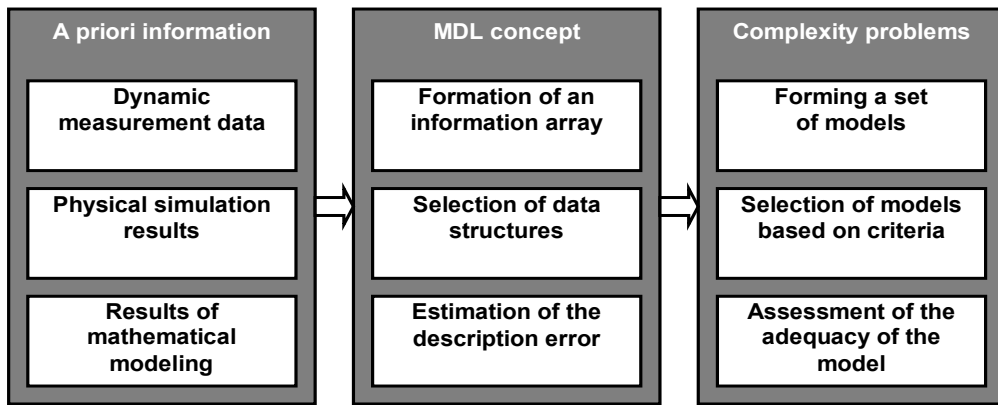 A priori information
Dynamic
measurement data
Physical simulation
results
Results of
mathematical
modeling
MDL concept
Formation of an
information array
Selection of data
structures
Estimation of the
description error
Complexity problems
Forming a set
of models
Selection of models
based on criteria
Assessment of the
adequacy of the
model